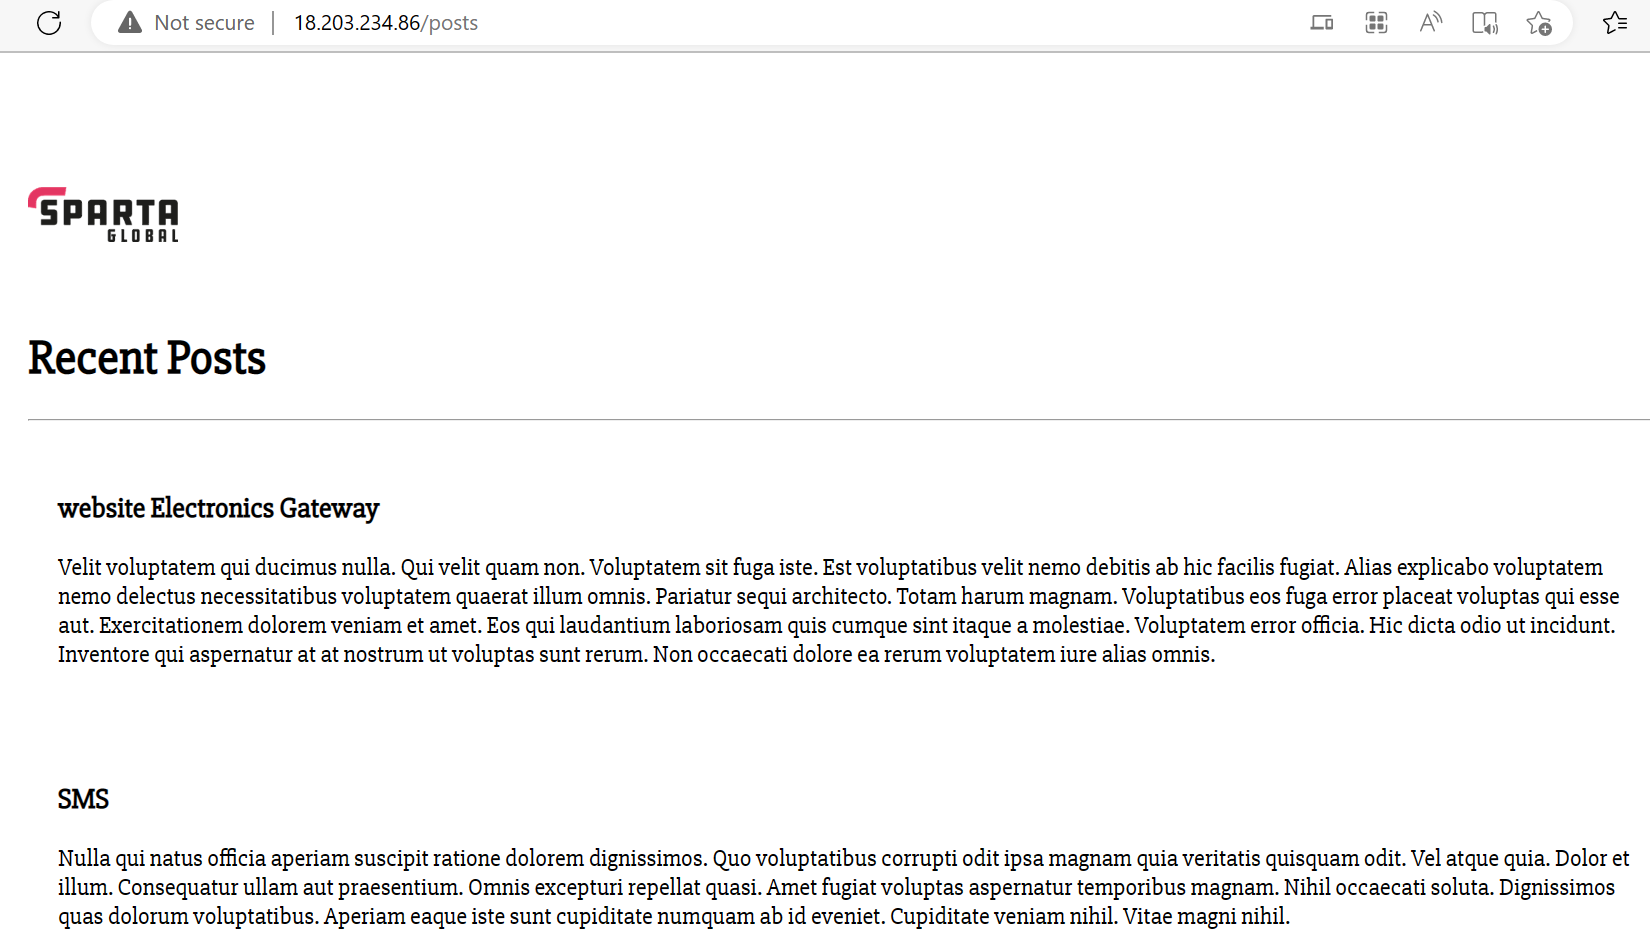 Not secure | 18.203.234.86/posts
SPARTA
GLOBAL
Recent Posts
website Electronics Gateway
Velit voluptatem qui ducimus nulla. Qui velit quam non. Voluptatem sit fuga iste. Est voluptatibus velit nemo debitis ab hic facilis fugiat. Alias explicabo voluptatem
nemo delectus necessitatibus voluptatem quaerat illum omnis. Pariatur sequi architecto. Totam harum magnam. Voluptatibus eos fuga error placeat voluptas qui esse
aut. Exercitationem dolorem veniam et amet. Eos qui laudantium laboriosam quis cumque sint itaque a molestiae. Voluptatem error officia. Hic dicta odio ut incidunt.
Inventore qui aspernatur at at nostrum ut voluptas sunt rerum. Non occaecati dolore ea rerum voluptatem iure alias omnis.
SMS
Nulla qui natus officia aperiam suscipit ratione dolorem dignissimos. Quo voluptatibus corrupti odit ipsa magnam quia veritatis quisquam odit. Vel atque quia. Dolor et
illum. Consequatur ullam aut praesentium. Omnis excepturi repellat quasi. Amet fugiat voluptas aspernatur temporibus magnam. Nihil occaecati soluta. Dignissimos
quas dolorum voluptatibus. Aperiam eaque iste sunt cupiditate numquam ab id eveniet. Cupiditate veniam nihil. Vitae magni nihil.